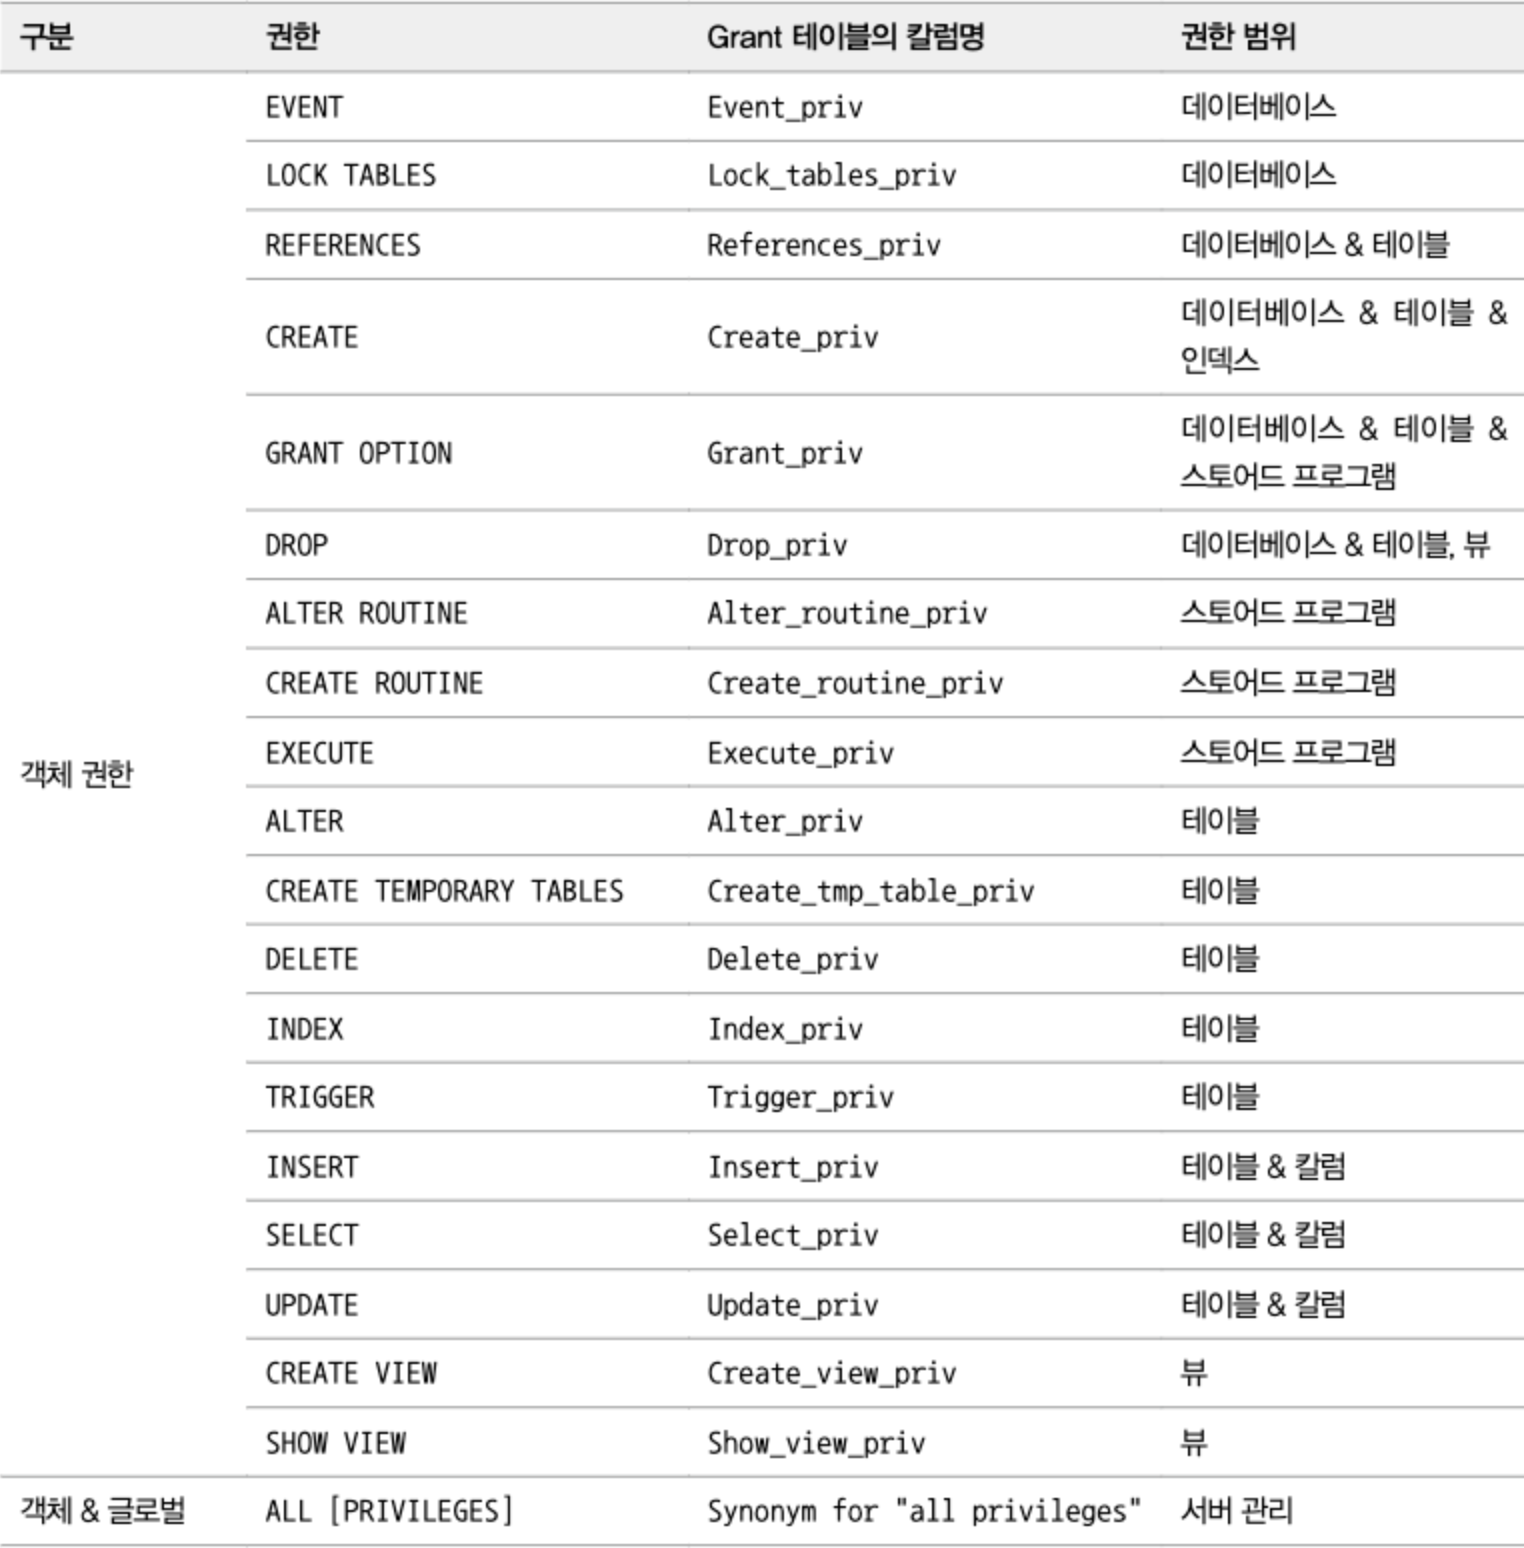 구분 권한 Grant 테이블의 칼럼명 권한 범위
EVENT Event_priv 데이터베이스
LOCK TABLES Lock_tables_priv 데이터베이스
REFERENCES References_priv 데이터베이스 & 테이블
CREATE Create_priv 데이터베이스 & 테이블 &
인덱스
GRANT OPTION Grant_priv 데이터베이스 & 테이블 &
스토어드 프로그램
DROP Drop_priv 데이터베이스 & 테이블, 뷰
ALTER ROUTINE Alter_routine_priv 스토어드 프로그램
CREATE ROUTINE Create_routine_priv 스토어드 프로그램
EXECUTE Execute_priv 스토어드 프로그램
객체 권한
ALTER Alter_priv 테이블
CREATE TEMPORARY TABLES Create_tmp_table_priv 테이블
DELETE Delete_priv 테이블
INDEX Index_priv 테이블
TRIGGER Trigger_priv 테이블
INSERT Insert_priv 테이블 & 칼럼
SELECT Select_priv 테이블 & 칼럼
UPDATE Update_priv 테이블 & 칼럼
CREATE VIEW Create_view_priv 뷰
SHOW VIEW Show_view_priv 뷰
객체 & 글로벌 ALL [PRIVILEGES] Synonym for "all privileges" 서버 관리